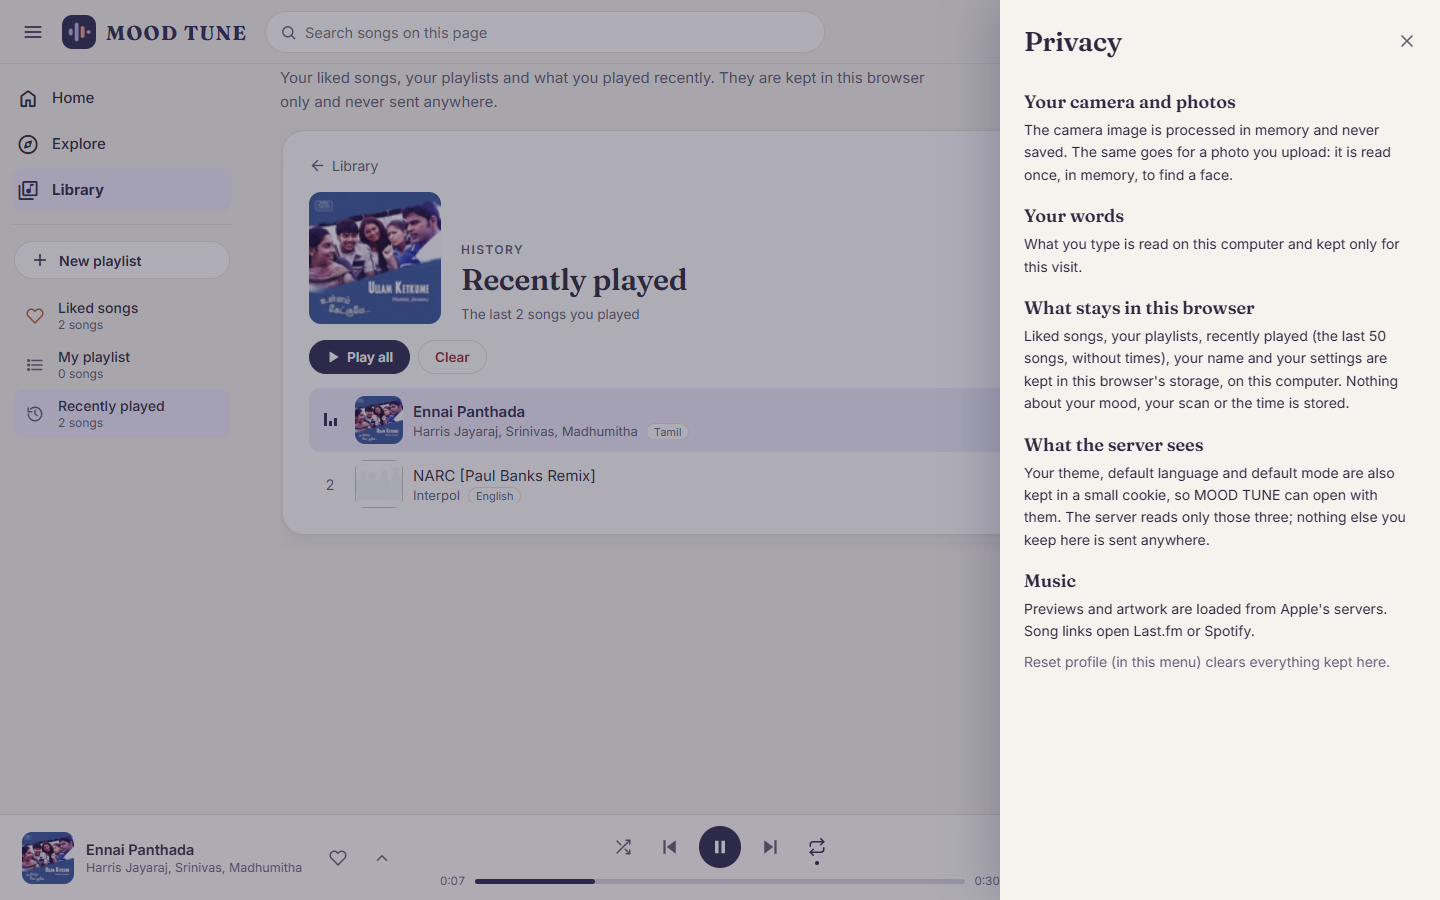 MOOD TUNE
Search songs on this page
Home
Explore
Library
New playlist
Liked songs
2 songs
My playlist
0 songs
Recently played
2 songs
Your liked songs, your playlists and what you played recently. They are kept in this browser
only and never sent anywhere.
Library
ULLAM KETKUME
HARRIS JAYARAJ
உள்ளம்
கேட்குமே...
HISTORY
Recently played
The last 2 songs you played
Play all
Clear
Ennai Panthada
Harris Jayaraj, Srinivas, Madhumitha
Tamil
2
NARC [Paul Banks Remix]
Interpol
English
Ennai Panthada
Harris Jayaraj, Srinivas, Madhumitha
0:07
0:30
Privacy
Your camera and photos
The camera image is processed in memory and never
saved. The same goes for a photo you upload: it is read
once, in memory, to find a face.
Your words
What you type is read on this computer and kept only for
this visit.
What stays in this browser
Liked songs, your playlists, recently played (the last 50
songs, without times), your name and your settings are
kept in this browser's storage, on this computer. Nothing
about your mood, your scan or the time is stored.
What the server sees
Your theme, default language and default mode are also
kept in a small cookie, so MOOD TUNE can open with
them. The server reads only those three; nothing else you
keep here is sent anywhere.
Music
Previews and artwork are loaded from Apple's servers.
Song links open Last.fm or Spotify.
Reset profile (in this menu) clears everything kept here.